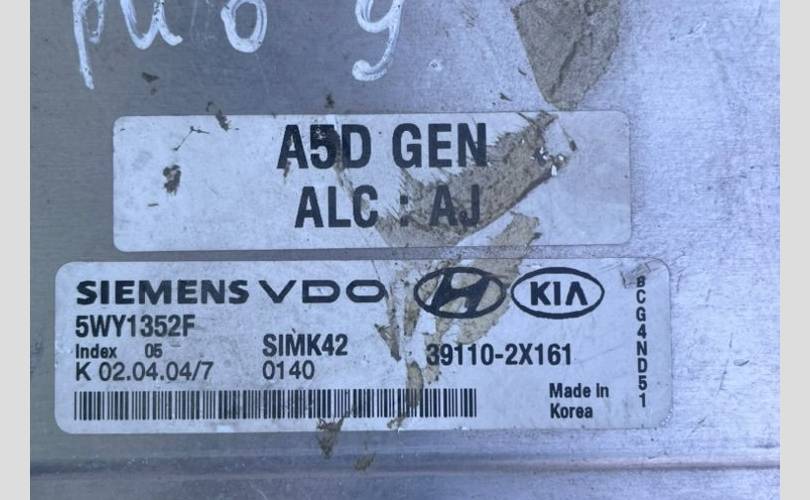 A5D GEN
ALC : AJ
SIEMENS VDO KIA
5WY1352F
Index 05
SIMK42
K 02.04.04/7
0140
39110-2X161
Made in
Korea
BCG4ND51